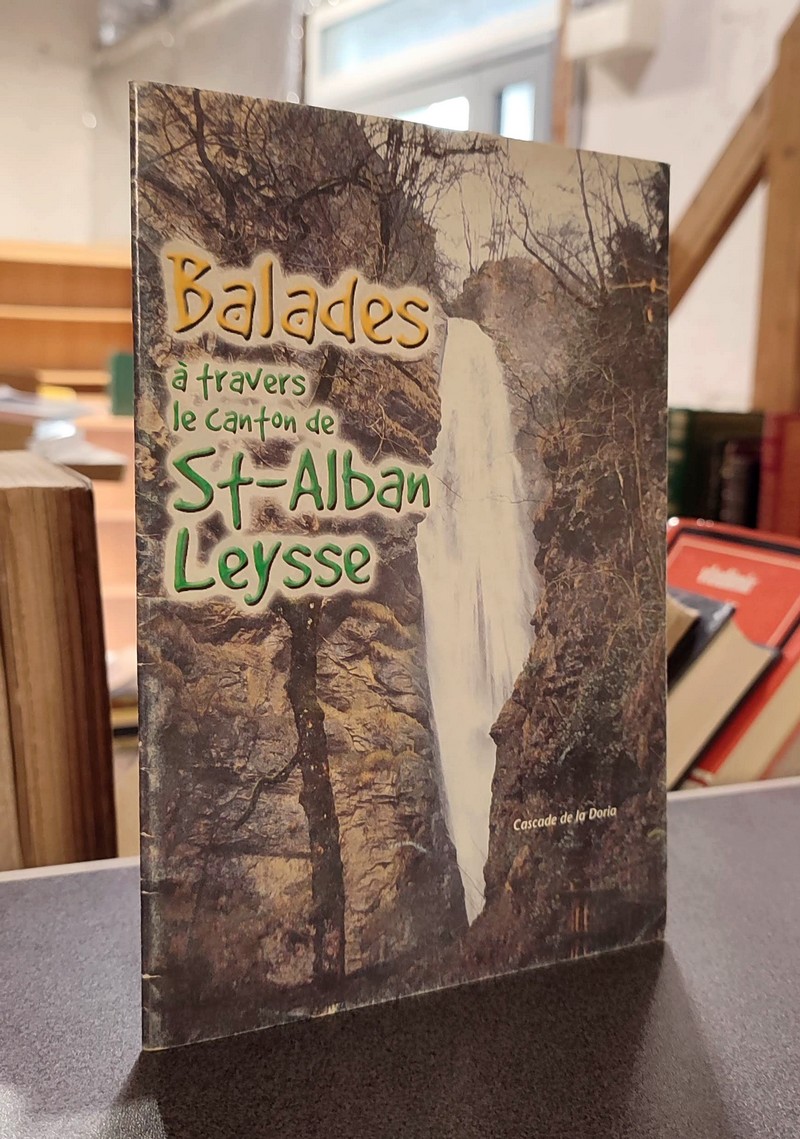 Balades
à travers
le canton de
St-Alban
Leysse
Cascade de la Doria